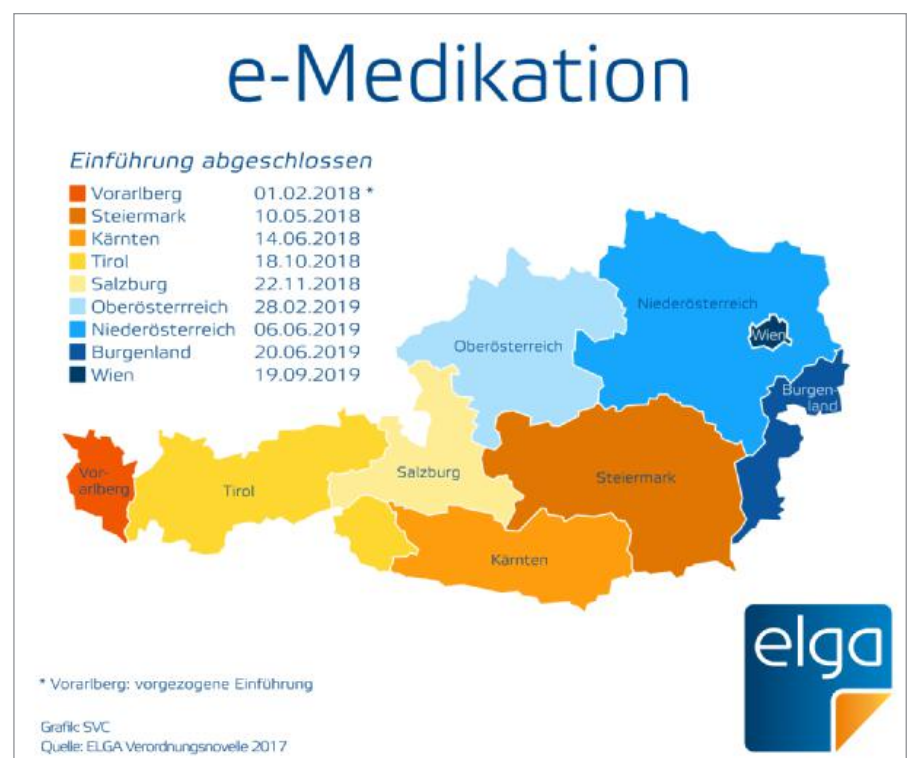 e-Medikation
Einführung abgeschlossen
Vorarlberg 01.02.2018 *
Steiermark 10.05.2018
Kärnten 14.06.2018
Tirol 18.10.2018
Salzburg 22.11.2018
Oberösterrreich 28.02.2019
Niederösterreich 06.06.2019
Burgenland 20.06.2019
Wien 19.09.2019
Niederösterreich
Wien
Oberösterreich
Burgen-
land
Vor-
arlberg
Tirol
Salzburg
Steiermark
Kärnten
elga
* Vorarlberg: vorgezogene Einführung
Grafik: SVC
Quelle: ELGA Verordnungsnovelle 2017